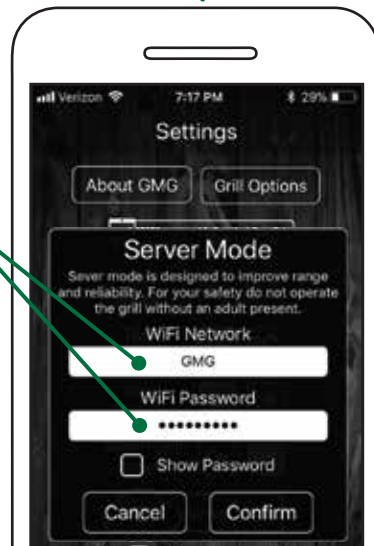 Verizon 7:17 PM 29%
Settings
About GMG Grill Options
Server Mode
Sever mode is designed to improve range
and reliability. For your safety do not operate
the grill without an adult present.
WiFi Network
GMG
WiFi Password
•••••••••
Show Password
Cancel Confirm